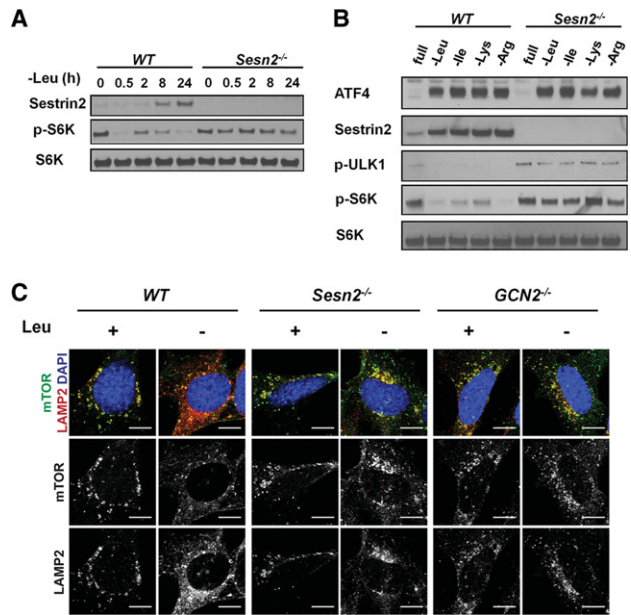 A
WT Sesn2-/-
-Leu (h) 0 0.5 2 8 24 0 0.5 2 8 24
Sestrin2
p-S6K
S6K
B
WT Sesn2-/-
full -Leu -Ile -Lys -Arg full -Leu -Ile -Lys -Arg
ATF4
Sestrin2
p-ULK1
p-S6K
S6K
C
WT Sesn2-/- GCN2-/-
Leu + - + - + -
mTOR
LAMP2 DAPI
mTOR
LAMP2